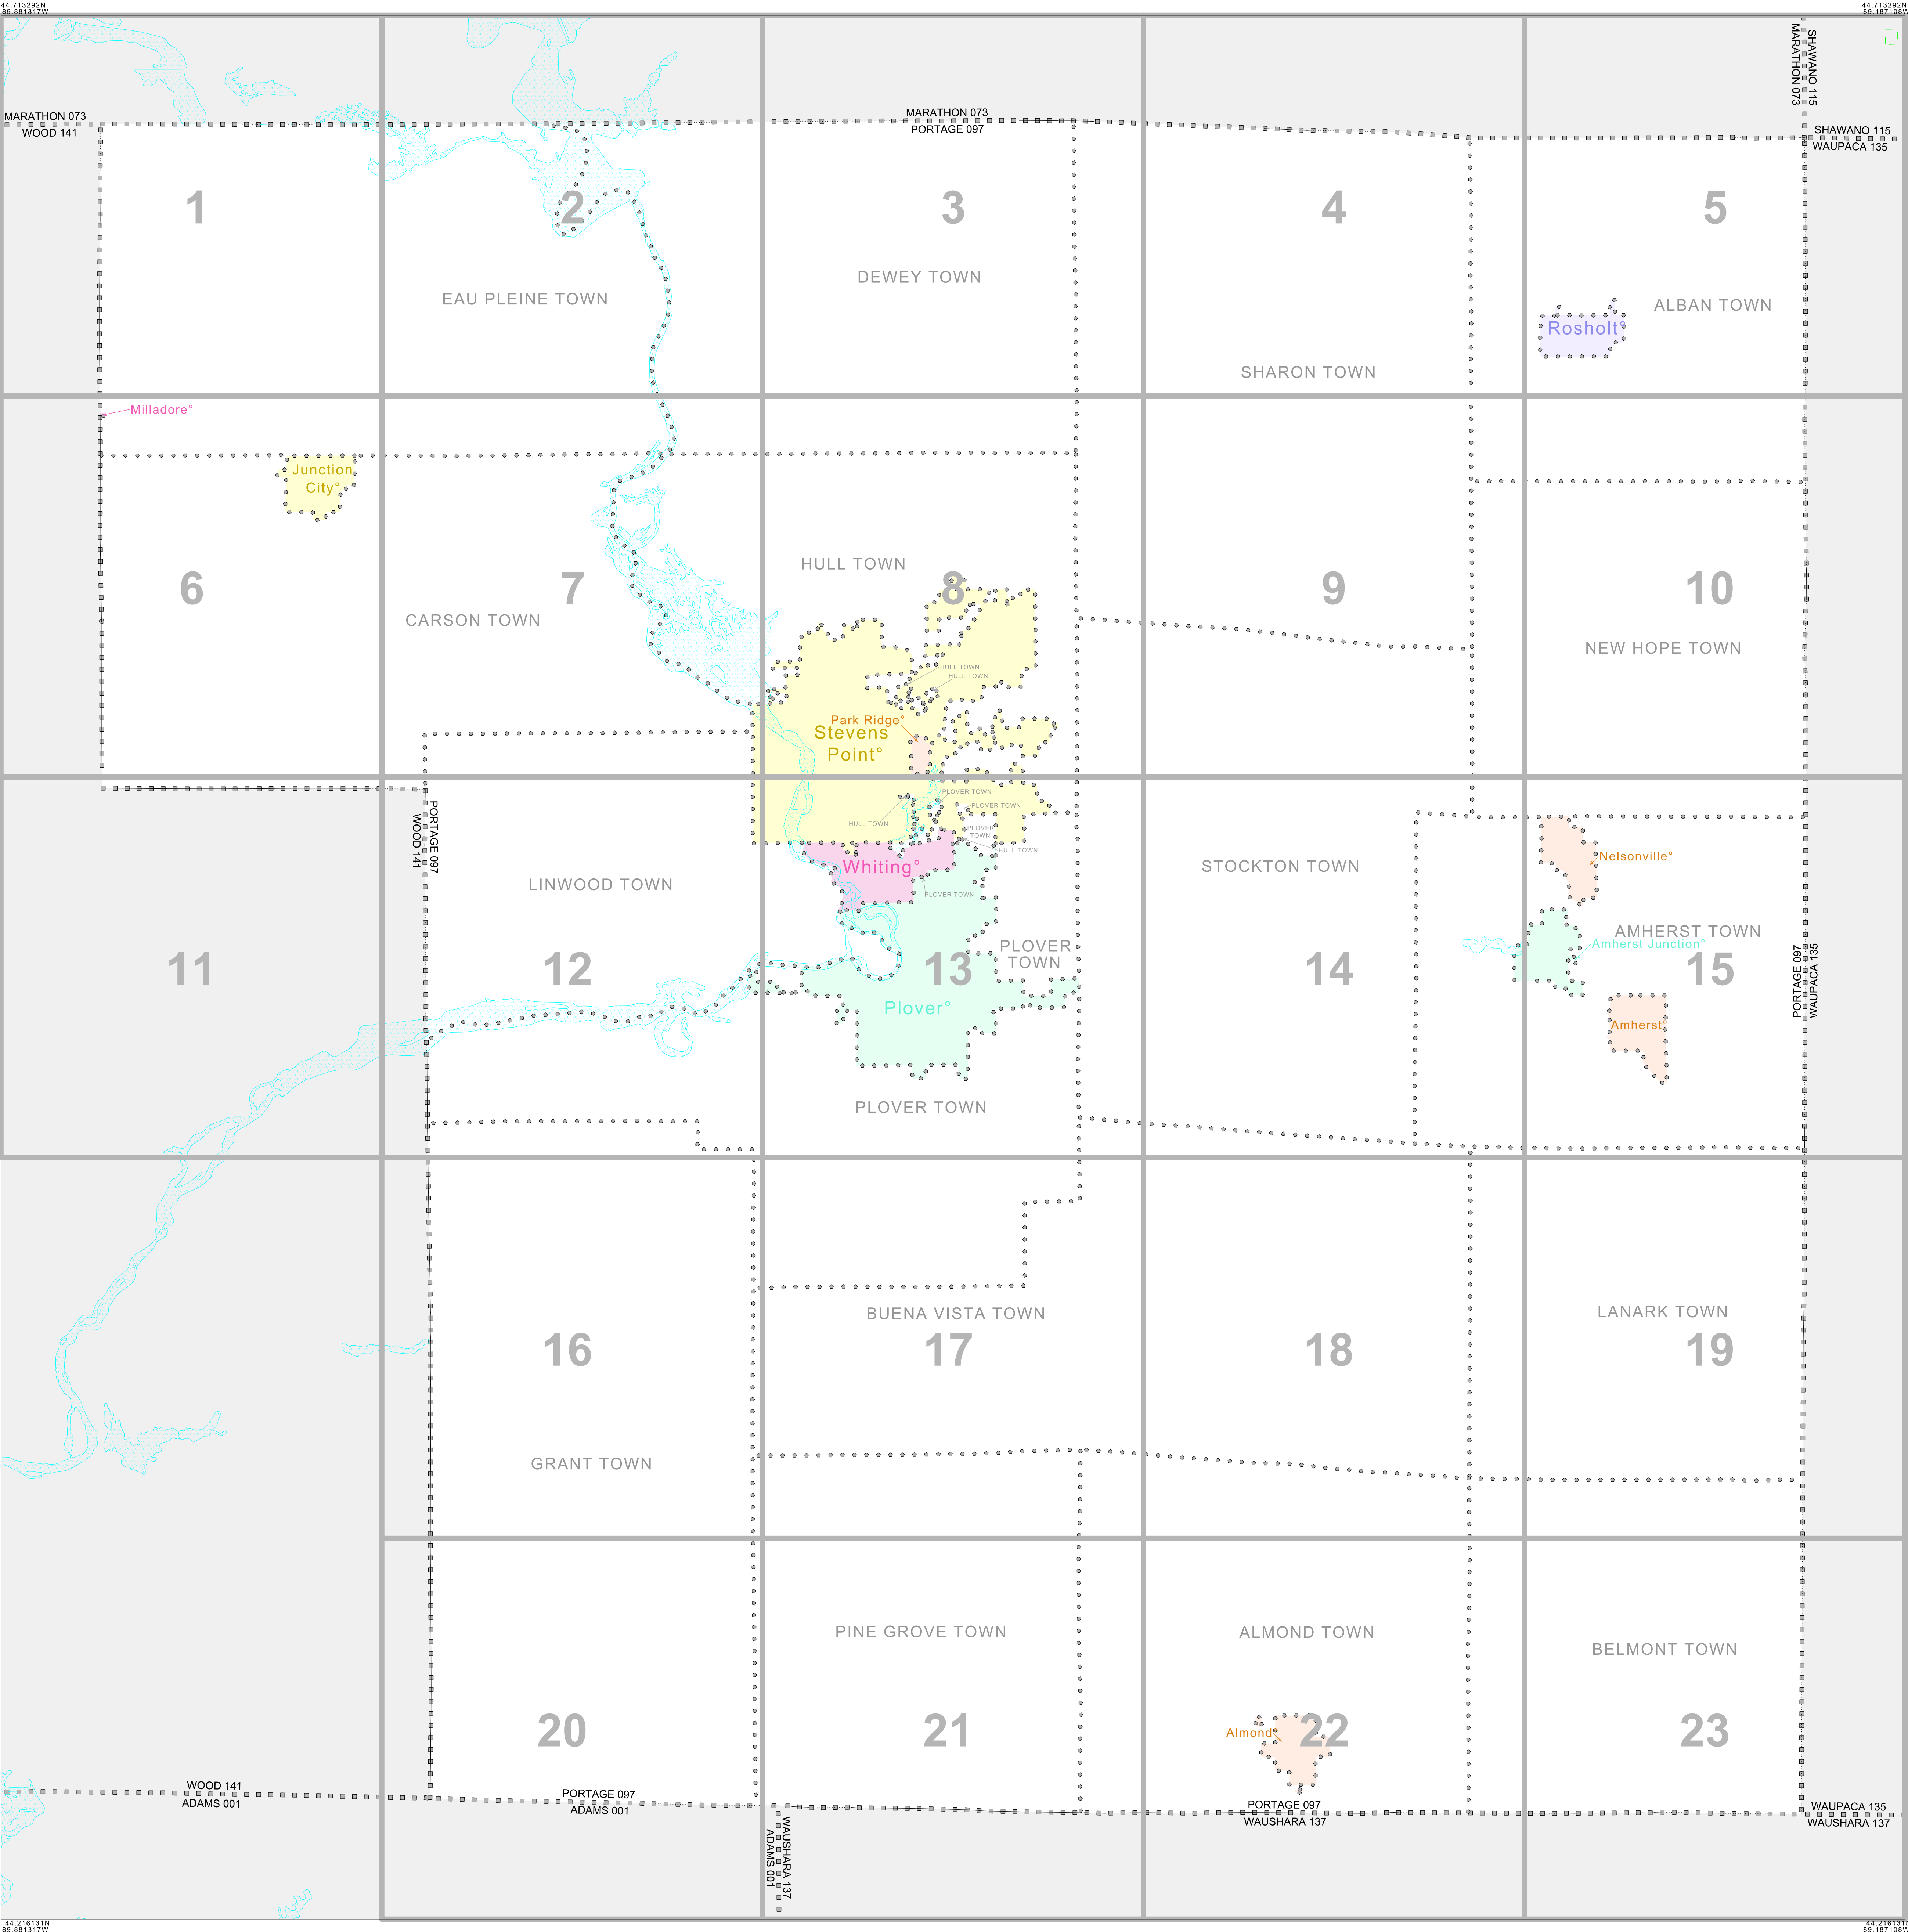 44.713292N
89.881317W
44.713292N
89.187108W
MARATHON 073
SHAWANO 115
MARATHON 073
WOOD 141
MARATHON 073
PORTAGE 097
SHAWANO 115
WAUPACA 135
1
2
3
4
5
EAU PLEINE TOWN
DEWEY TOWN
SHARON TOWN
ALBAN TOWN
Rosholt°
Milladore°
Junction
City°
6
7
HULL TOWN
8
9
10
CARSON TOWN
NEW HOPE TOWN
HULL TOWN
HULL TOWN
Park Ridge°
Stevens
Point°
PORTAGE 097
WOOD 141
PLOVER TOWN
PLOVER TOWN
HULL TOWN
PLOVER
TOWN
HULL TOWN
Whiting°
PLOVER TOWN
LINWOOD TOWN
STOCKTON TOWN
Nelsonville°
AMHERST TOWN
Amherst Junction°
PLOVER
TOWN
11
12
13
14
15
PORTAGE 097
WAUPACA 135
Plover°
Amherst°
PLOVER TOWN
BUENA VISTA TOWN
LANARK TOWN
16
17
18
19
GRANT TOWN
PINE GROVE TOWN
ALMOND TOWN
BELMONT TOWN
20
21
Almond°
22
23
WOOD 141
ADAMS 001
PORTAGE 097
ADAMS 001
PORTAGE 097
WAUSHARA 137
WAUPACA 135
WAUSHARA 137
WAUSHARA 137
ADAMS 001
44.216131N
89.881317W
44.216131N
89.187108W